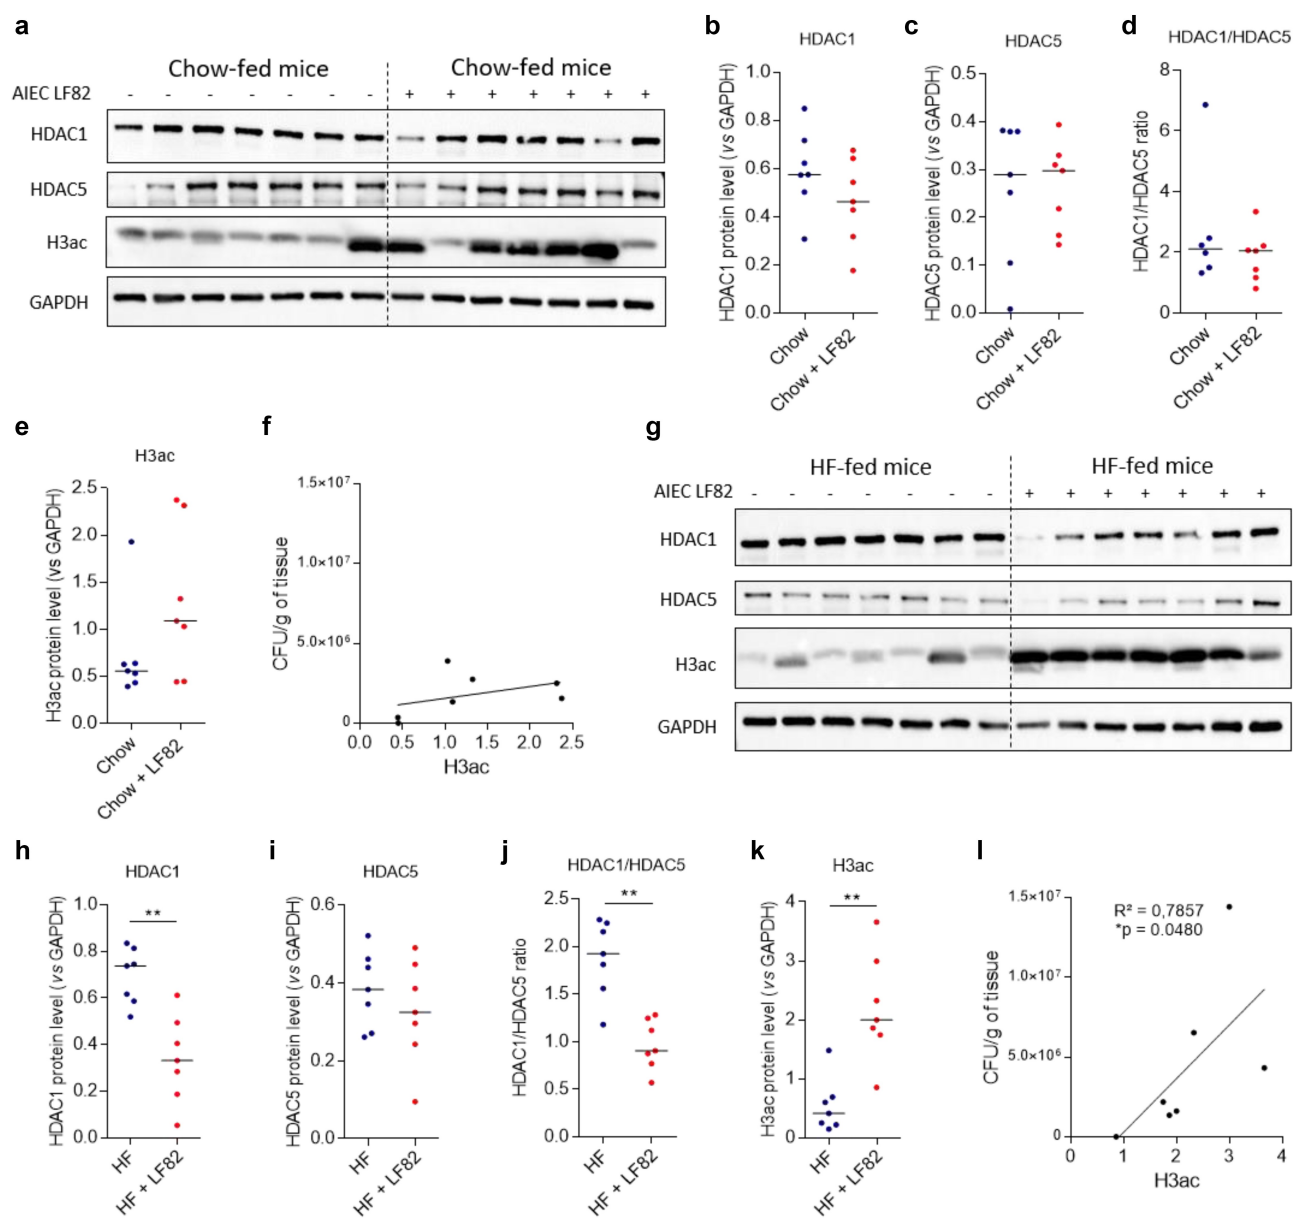 a
Chow-fed mice Chow-fed mice
AIEC LF82 - - - - - - - + + + + + + +
HDAC1
HDAC5
H3ac
GAPDH
b
HDAC1
HDAC1 protein level (vs GAPDH)
1.0
0.8
0.6
0.4
0.2
0.0
Chow
Chow + LF82
c
HDAC5
HDAC5 protein level (vs GAPDH)
0.5
0.4
0.3
0.2
0.1
0.0
Chow
Chow + LF82
d
HDAC1/HDAC5
HDAC1/HDAC5 ratio
8
6
4
2
0
Chow
Chow + LF82
e
H3ac
H3ac protein level (vs GAPDH)
2.5
2.0
1.5
1.0
0.5
0.0
Chow
Chow + LF82
f
CFU/g of tissue
1.5×10⁷
1.0×10⁷
5.0×10⁶
0
0.0 0.5 1.0 1.5 2.0 2.5
H3ac
g
HF-fed mice HF-fed mice
AIEC LF82 - - - - - - - + + + + + + +
HDAC1
HDAC5
H3ac
GAPDH
h
HDAC1
HDAC1 protein level (vs GAPDH)
**
1.0
0.8
0.6
0.4
0.2
0.0
HF
HF + LF82
i
HDAC5
HDAC5 protein level (vs GAPDH)
0.6
0.4
0.2
0.0
HF
HF + LF82
j
HDAC1/HDAC5
HDAC1/HDAC5 ratio
**
2.5
2.0
1.5
1.0
0.5
0.0
HF
HF + LF82
k
H3ac
H3ac protein level (vs GAPDH)
**
4
3
2
1
0
HF
HF + LF82
l
CFU/g of tissue
1.5×10⁷
1.0×10⁷
5.0×10⁶
0
R² = 0,7857
*p = 0.0480
0 1 2 3 4
H3ac